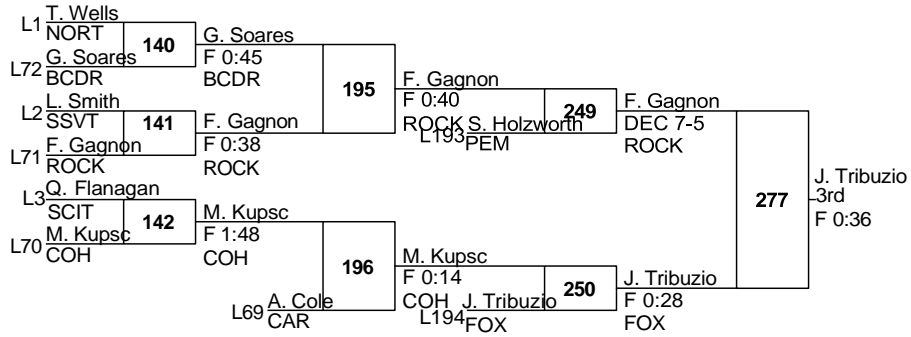 L1 T. Wells
NORT
140
L72 G. Soares
BCDR
G. Soares
F 0:45
BCDR
L2 L. Smith
SSVT
141
L71 F. Gagnon
ROCK
F. Gagnon
F 0:38
ROCK
195
F. Gagnon
F 0:40
ROCK
L193 S. Holzworth
PEM
249
F. Gagnon
DEC 7-5
ROCK
L3 Q. Flanagan
SCIT
142
L70 M. Kupsc
COH
M. Kupsc
F 1:48
COH
L69 A. Cole
CAR
196
M. Kupsc
F 0:14
COH
L194 J. Tribuzio
FOX
250
J. Tribuzio
F 0:28
FOX
277
J. Tribuzio
3rd
F 0:36